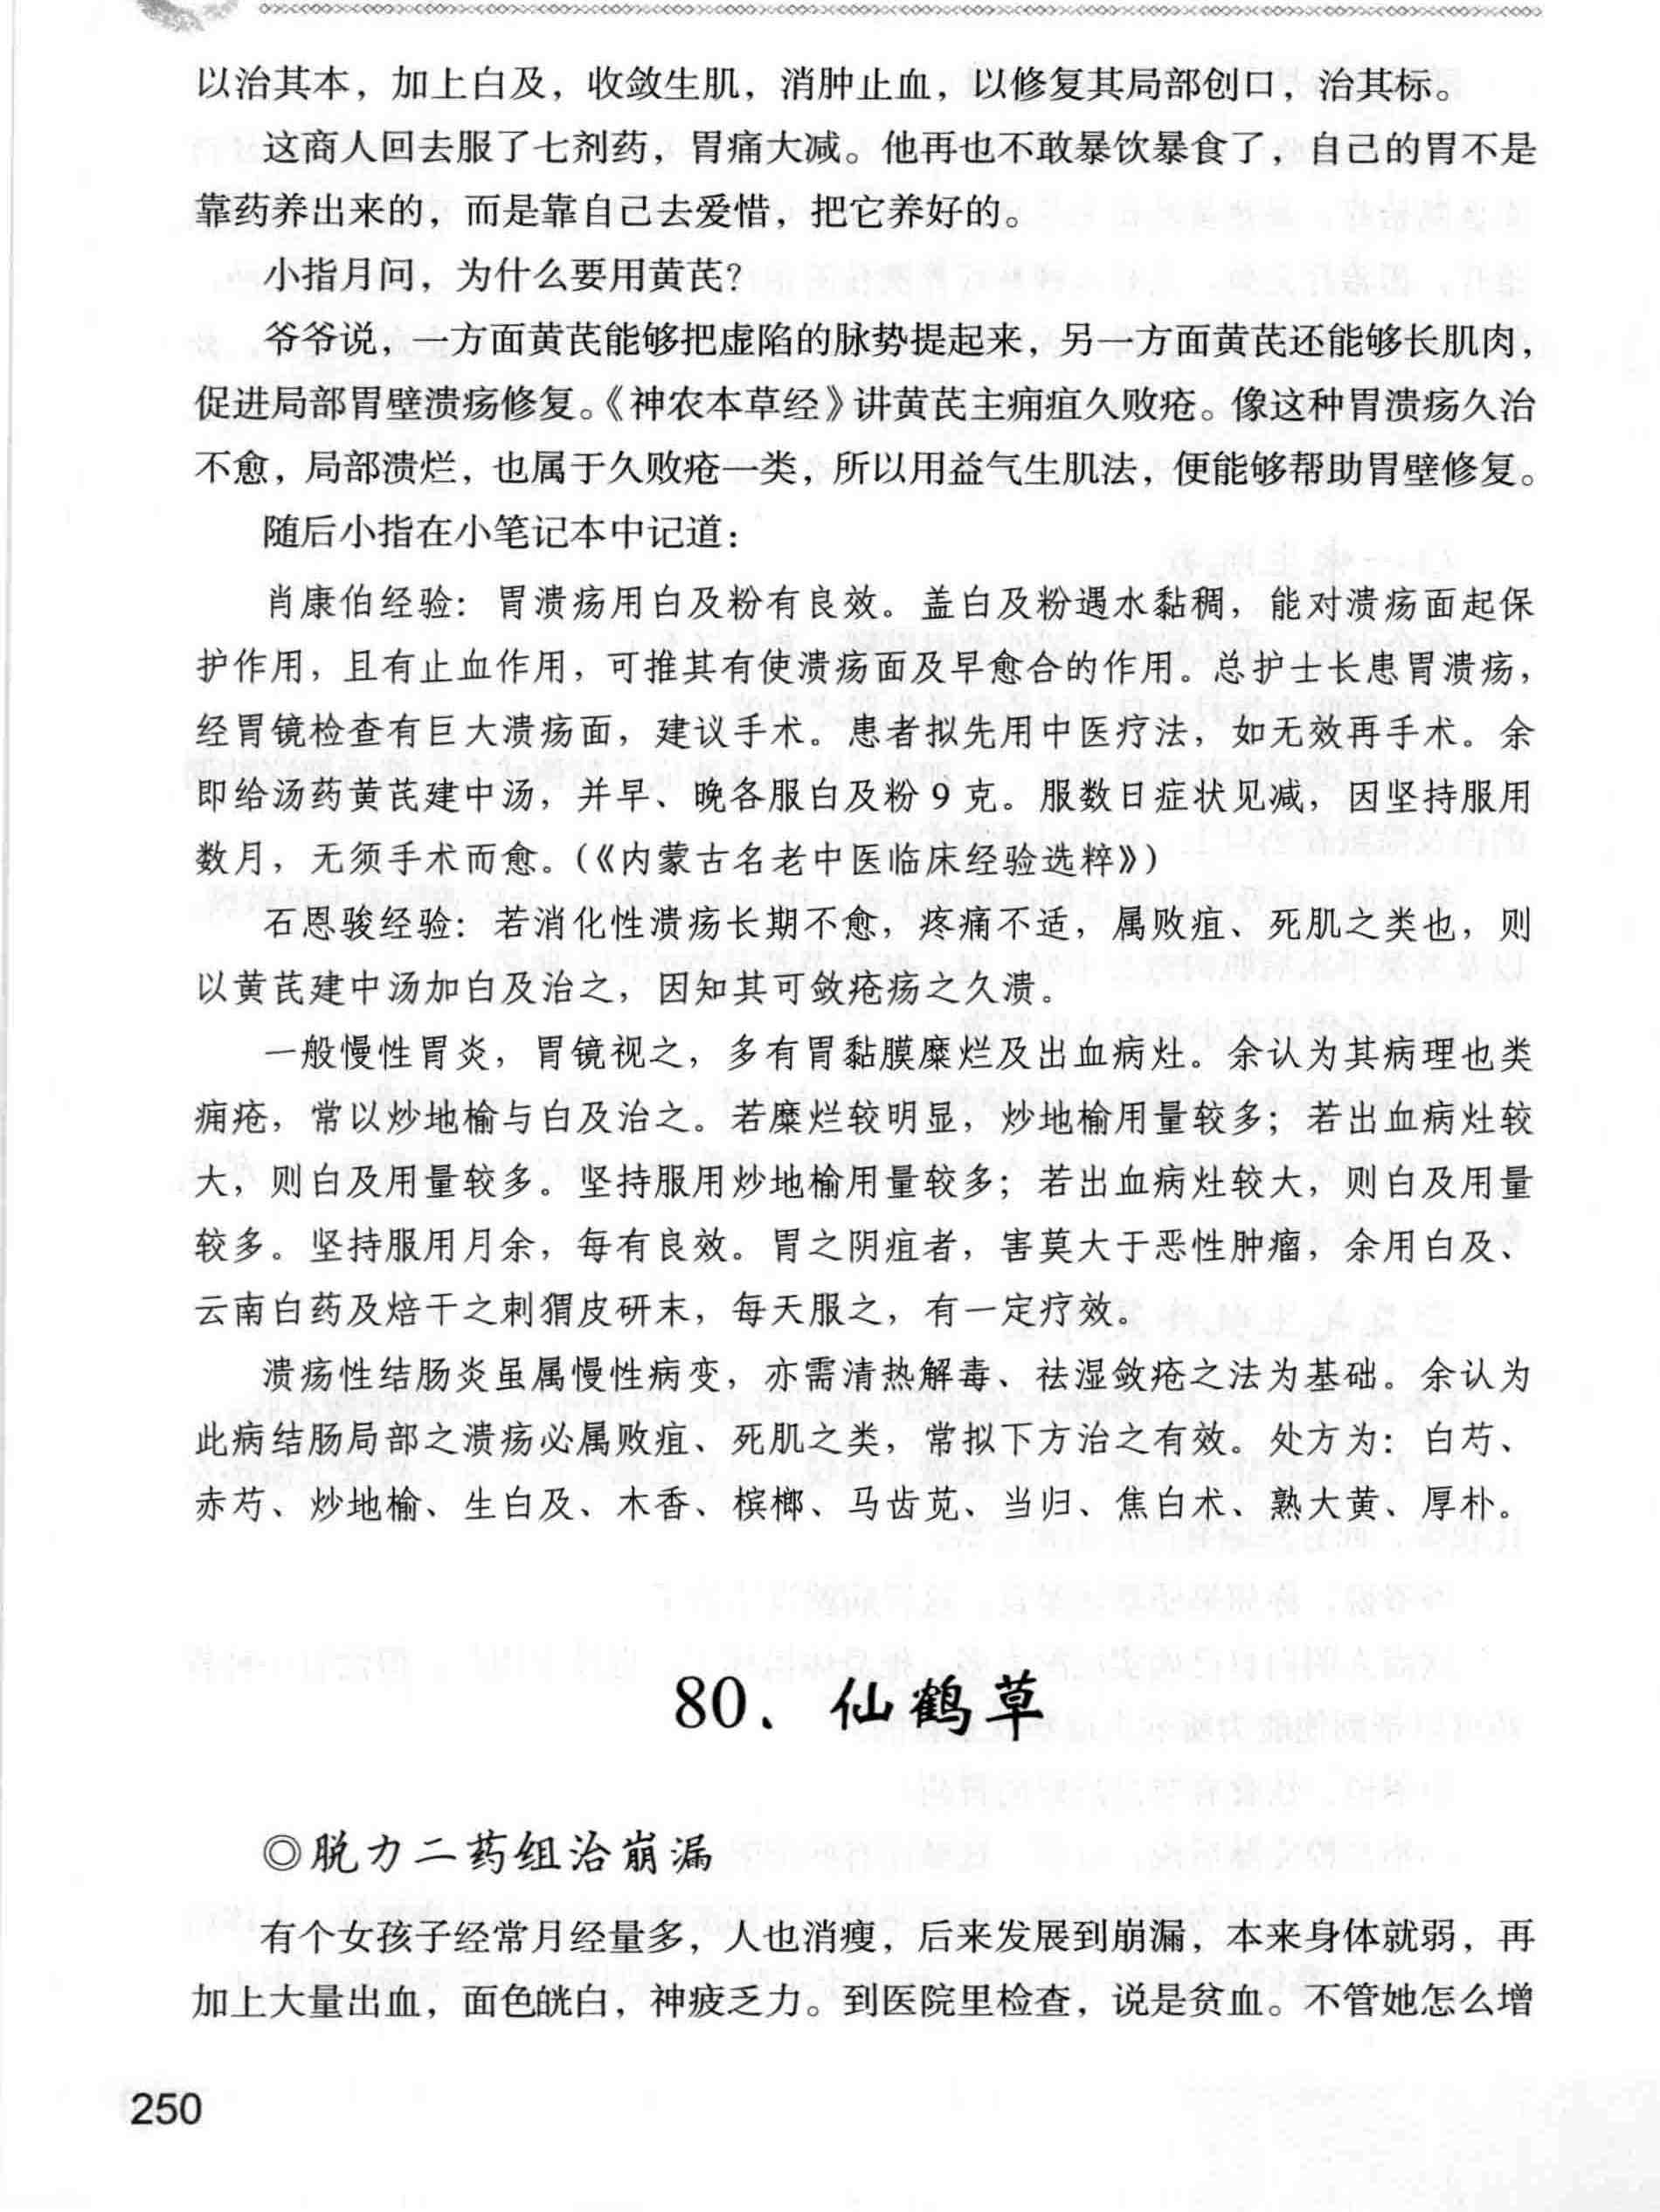 以治其本，加上白及，收敛生肌，消肿止血，以修复其局部创口，治其标。
这商人回去服了七剂药，胃痛大减。他再也不敢暴饮暴食了，自己的胃不是
靠药养出来的，而是靠自己去爱惜，把它养好的。
小指月问，为什么要用黄芪？
爷爷说，一方面黄芪能够把虚陷的脉势提起来，另一方面黄芪还能够长肌肉，
促进局部胃壁溃疡修复。《神农本草经》讲黄芪主痈疽久败疮。像这种胃溃疡久治
不愈，局部溃烂，也属于久败疮一类，所以用益气生肌法，便能够帮助胃壁修复。
随后小指在小笔记本中记道：
肖康伯经验：胃溃疡用白及粉有良效。盖白及粉遇水黏稠，能对溃疡面起保
护作用，且有止血作用，可推其有使溃疡面及早愈合的作用。总护士长患胃溃疡，
经胃镜检查有巨大溃疡面，建议手术。患者拟先用中医疗法，如无效再手术。余
即给汤药黄芪建中汤，并早、晚各服白及粉9克。服数日症状见减，因坚持服用
数月，无须手术而愈。（《内蒙古名老中医临床经验选粹》）
石恩骏经验：若消化性溃疡长期不愈，疼痛不适，属败疽、死肌之类也，则
以黄芪建中汤加白及治之，因知其可敛疮疡之久溃。
一般慢性胃炎，胃镜视之，多有胃黏膜糜烂及出血病灶。余认为其病理也类
痈疮，常以炒地榆与白及治之。若糜烂较明显，炒地榆用量较多；若出血病灶较
大，则白及用量较多。坚持服用炒地榆用量较多；若出血病灶较大，则白及用量
较多。坚持服用月余，每有良效。胃之阴疽者，害莫大于恶性肿瘤，余用白及、
云南白药及焙干之刺猬皮研末，每天服之，有一定疗效。
溃疡性结肠炎虽属慢性病变，亦需清热解毒、祛湿敛疮之法为基础。余认为
此病结肠局部之溃疡必属败疽、死肌之类，常拟下方治之有效。处方为：白芍、
赤芍、炒地榆、生白及、木香、槟榔、马齿苋、当归、焦白术、熟大黄、厚朴。
80、仙鹤草
◎脱力二药组治崩漏
有个女孩子经常月经量多，人也消瘦，后来发展到崩漏，本来身体就弱，再
加上大量出血，面色㿠白，神疲乏力。到医院里检查，说是贫血。不管她怎么增
250